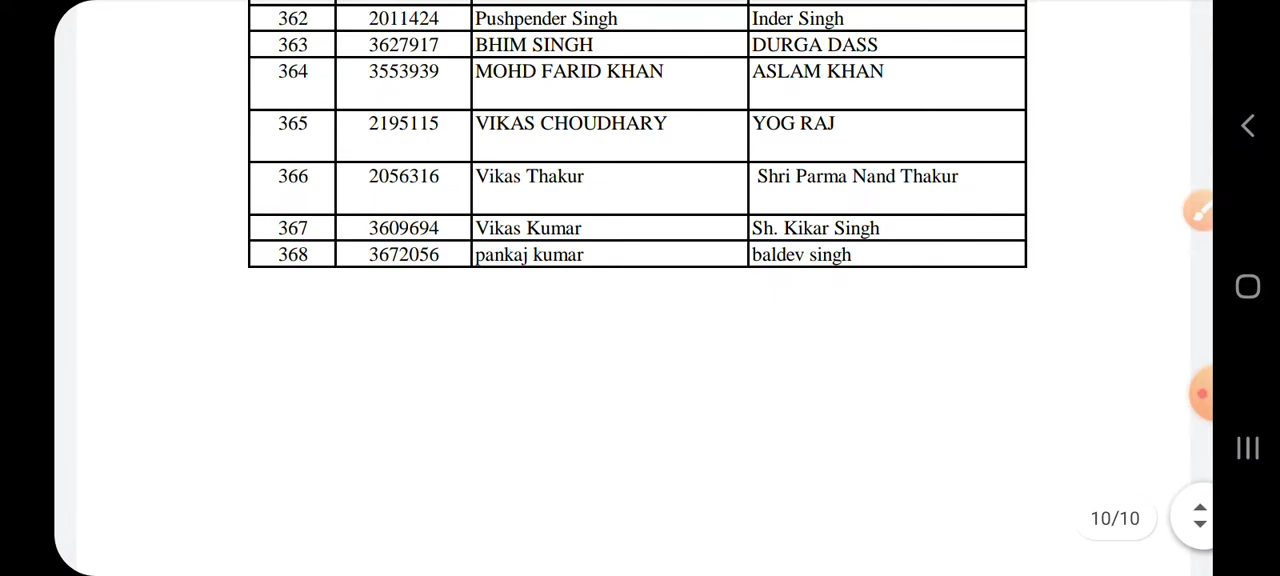 362 2011424 Pushpender Singh Inder Singh
363 3627917 BHIM SINGH DURGA DASS
364 3553939 MOHD FARID KHAN ASLAM KHAN
365 2195115 VIKAS CHOUDHARY YOG RAJ
366 2056316 Vikas Thakur Shri Parma Nand Thakur
367 3609694 Vikas Kumar Sh. Kikar Singh
368 3672056 pankaj kumar baldev singh
10/10